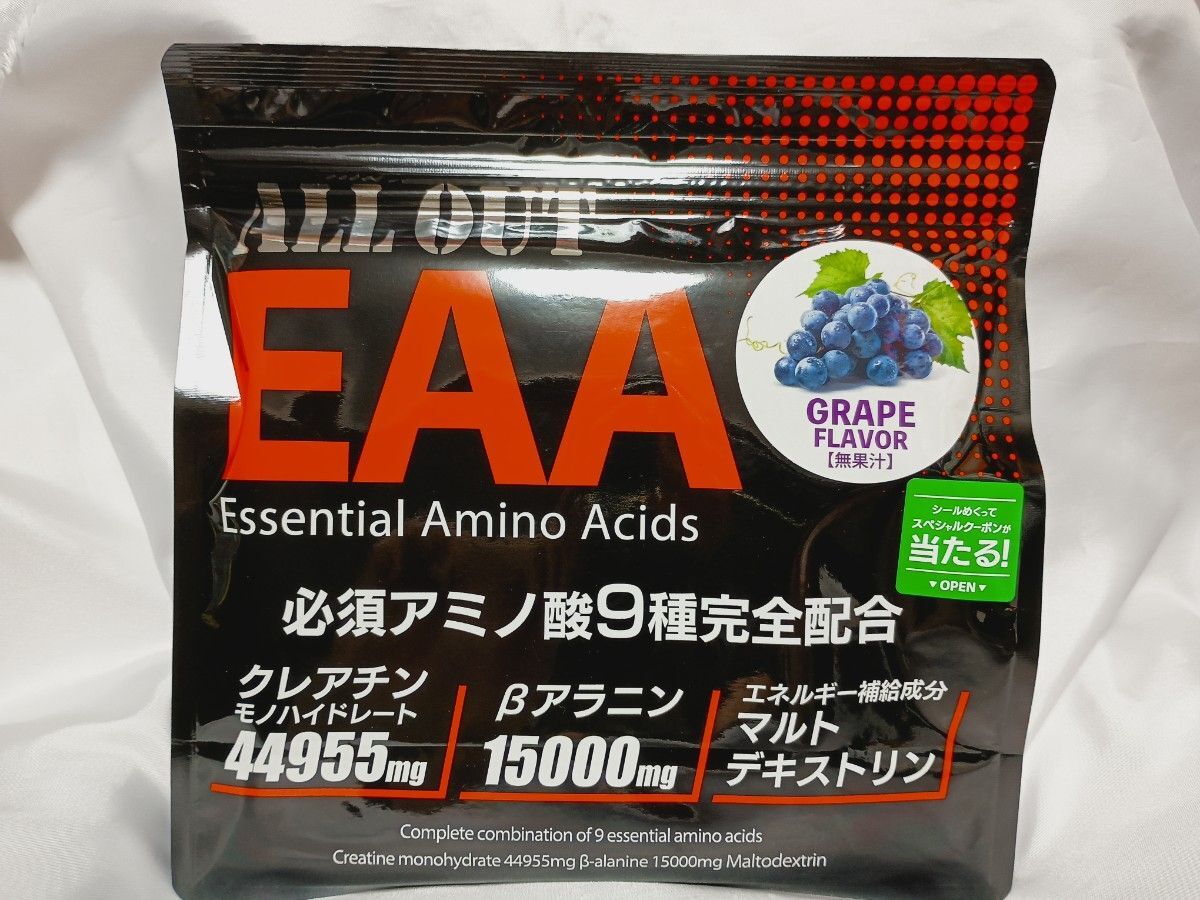 ALL OUT
EAA
Essential Amino Acids
GRAPE
FLAVOR
【無果汁】
シールめくって
スペシャルクーポンが
当たる!
▼OPEN▼
必須アミノ酸9種完全配合
クレアチン
モノハイドレート
44955mg
βアラニン
15000mg
エネルギー補給成分
マルト
デキストリン
Complete combination of 9 essential amino acids
Creatine monohydrate 44955mg β-alanine 15000mg Maltodextrin